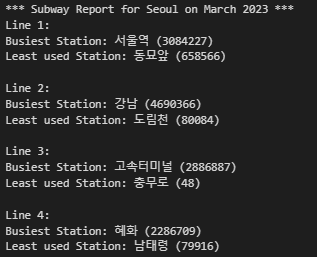 *** Subway Report for Seoul on March 2023 ***
Line 1:
Busiest Station: 서울역 (3084227)
Least used Station: 동묘앞 (658566)
Line 2:
Busiest Station: 강남 (4690366)
Least used Station: 도림천 (80084)
Line 3:
Busiest Station: 고속터미널 (2886887)
Least used Station: 충무로 (48)
Line 4:
Busiest Station: 혜화 (2286709)
Least used Station: 남태령 (79916)